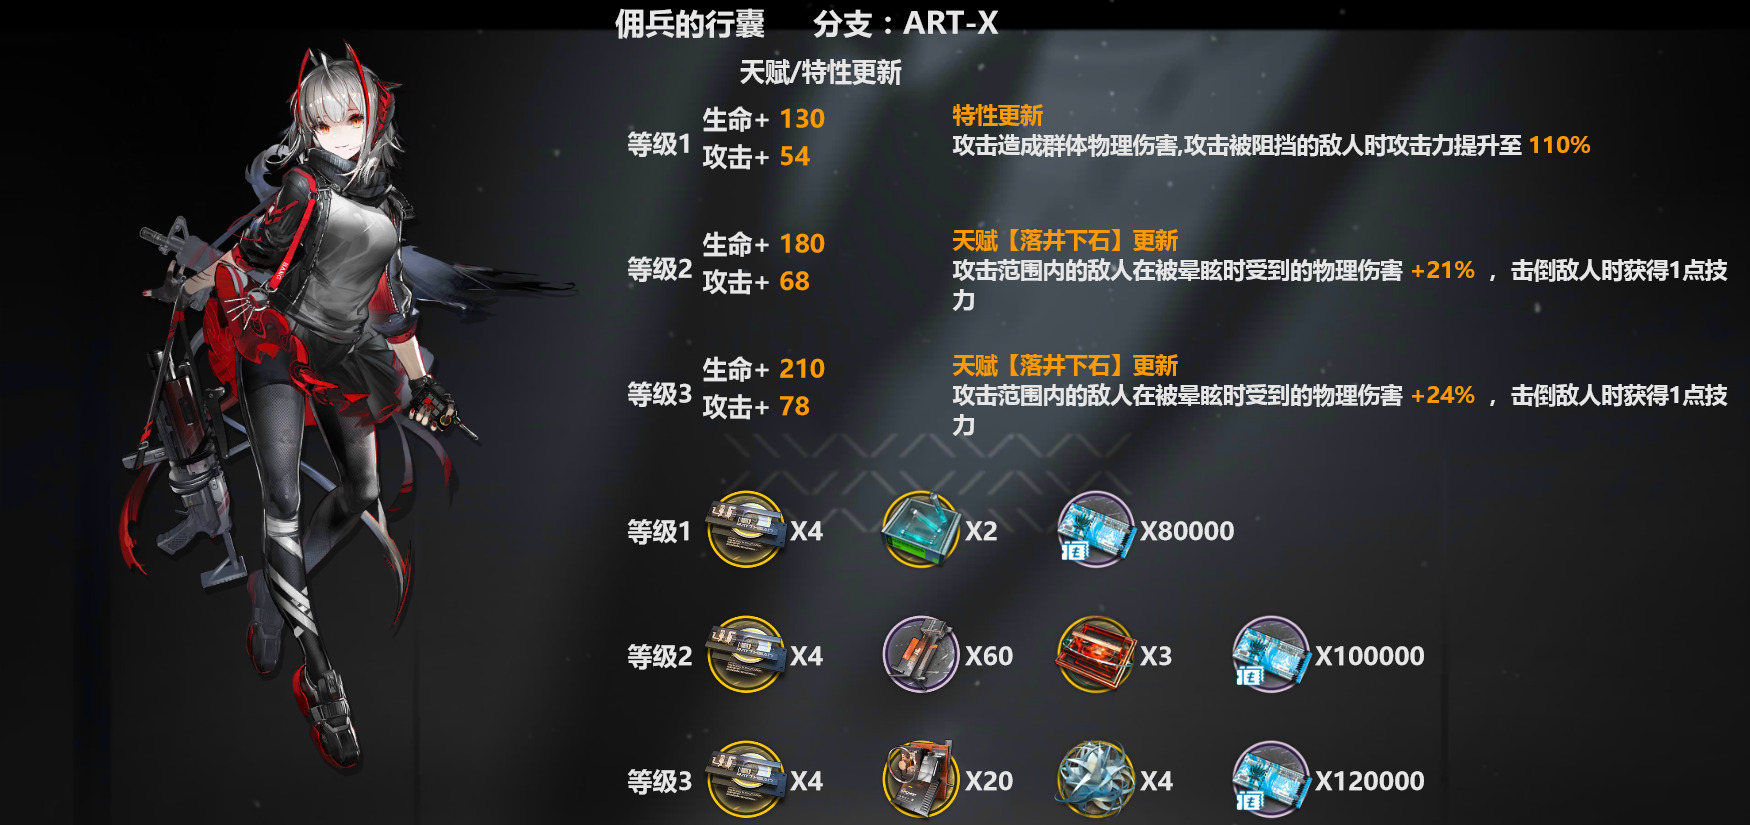 佣兵的行囊 分支：ART-X
天赋/特性更新
等级1
生命+ 130
攻击+ 54
特性更新
攻击造成群体物理伤害,攻击被阻挡的敌人时攻击力提升至 110%
等级2
生命+ 180
攻击+ 68
天赋【落井下石】更新
攻击范围内的敌人在被晕眩时受到的物理伤害 +21% ，击倒敌人时获得1点技
力
等级3
生命+ 210
攻击+ 78
天赋【落井下石】更新
攻击范围内的敌人在被晕眩时受到的物理伤害 +24% ，击倒敌人时获得1点技
力
等级1 X4 X2 X80000
等级2 X4 X60 X3 X100000
等级3 X4 X20 X4 X120000